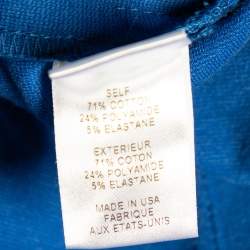 SELF
71% COTTON
24% POLYAMIDE
5% ELASTANE
EXTERIEUR
71% COTON
24% POLYAMIDE
5% ELASTANE
MADE IN USA
FABRIQUE
AUX ETATS-UNIS